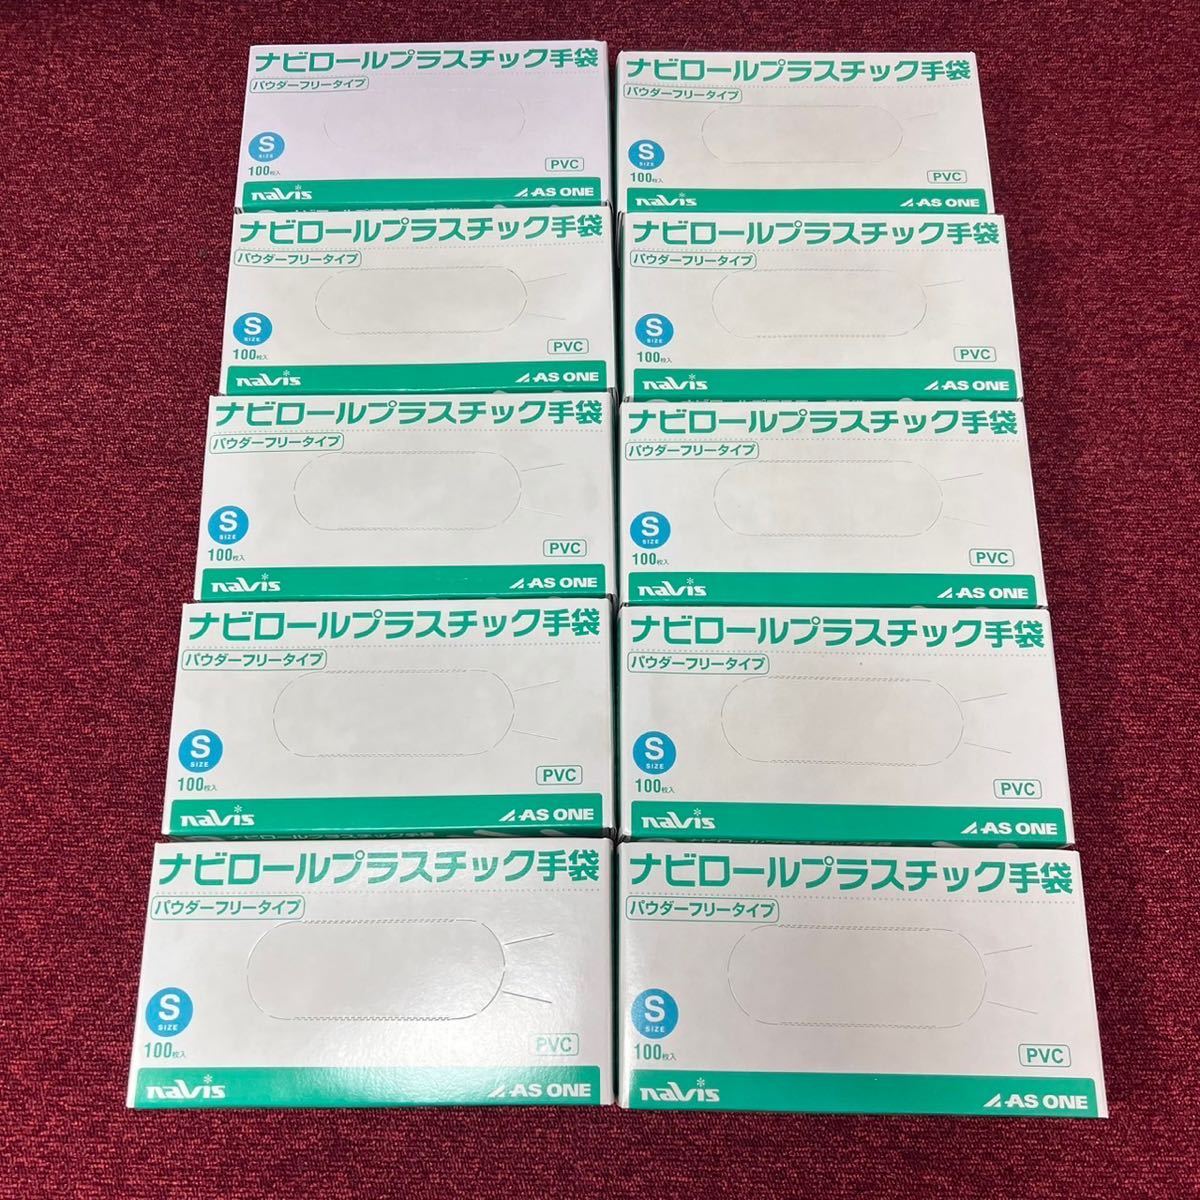 ナビロールプラスチック手袋
パウダーフリータイプ
S
SIZE
100枚入
PVC
naVis
AS ONE
ナビロールプラスチック手袋
パウダーフリータイプ
S
SIZE
100枚入
PVC
naVis
AS ONE
ナビロールプラスチック手袋
パウダーフリータイプ
S
SIZE
100枚入
PVC
naVis
AS ONE
ナビロールプラスチック手袋
パウダーフリータイプ
S
SIZE
100枚入
PVC
naVis
AS ONE
ナビロールプラスチック手袋
パウダーフリータイプ
S
SIZE
100枚入
PVC
naVis
AS ONE
ナビロールプラスチック手袋
パウダーフリータイプ
S
SIZE
100枚入
PVC
naVis
AS ONE
ナビロールプラスチック手袋
パウダーフリータイプ
S
SIZE
100枚入
PVC
naVis
AS ONE
ナビロールプラスチック手袋
パウダーフリータイプ
S
SIZE
100枚入
PVC
naVis
AS ONE
ナビロールプラスチック手袋
パウダーフリータイプ
S
SIZE
100枚入
PVC
naVis
AS ONE
ナビロールプラスチック手袋
パウダーフリータイプ
S
SIZE
100枚入
PVC
naVis
AS ONE